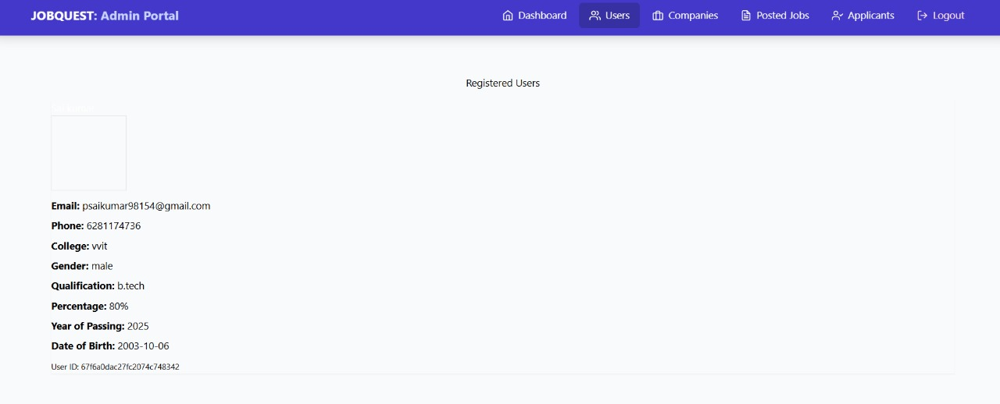 JOBQUEST: Admin Portal Dashboard Users Companies Posted Jobs Applicants Logout
Registered Users
Email: psaikumar98154@gmail.com
Phone: 6281174736
College: vvit
Gender: male
Qualification: b.tech
Percentage: 80%
Year of Passing: 2025
Date of Birth: 2003-10-06
User ID: 67f6a0dac27fc2074c748342